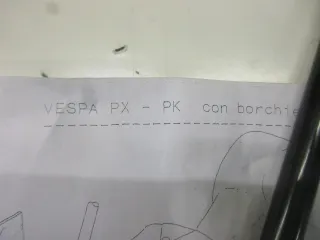 VESPA PX - PK con borchie